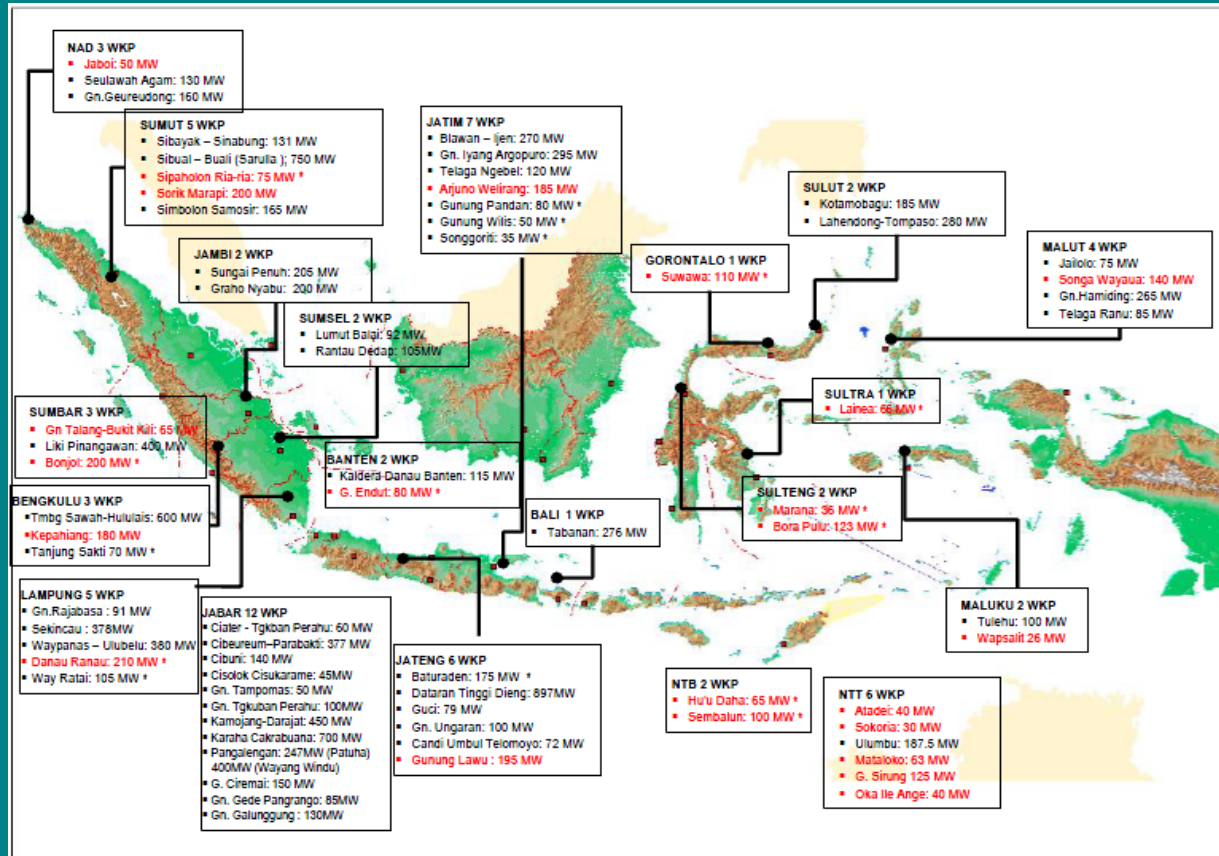 NAD 3 WKP
Jaboi: 50 MW
Seulawah Agam: 130 MW
Gn.Geureudong: 160 MW
SUMUT 5 WKP
Sibayak – Sinabung: 131 MW
Sibual – Buali (Sarulla ); 750 MW
Sipaholon Ria-ria: 75 MW *
Sorik Marapi: 200 MW
Simbolon Samosir: 165 MW
JAMBI 2 WKP
Sungai Penuh: 205 MW
Graho Nyabu: 200 MW
SUMSEL 2 WKP
Lumut Balai: 92 MW
Rantau Dedap: 105MW
JATIM 7 WKP
Blawan – Ijen: 270 MW
Gn. Iyang Argopuro: 295 MW
Telaga Ngebel: 120 MW
Arjuno Welirang: 185 MW
Gunung Pandan: 80 MW *
Gunung Wilis: 50 MW *
Songgoriti: 35 MW *
SULUT 2 WKP
Kotamobagu: 185 MW
Lahendong-Tompaso: 280 MW
GORONTALO 1 WKP
Suwawa: 110 MW *
MALUT 4 WKP
Jailolo: 75 MW
Songa Wayaua: 140 MW
Gn.Hamiding: 265 MW
Telaga Ranu: 85 MW
SUMBAR 3 WKP
Gn Talang-Bukit Kili: 65 MW
Liki Pinangawan: 400 MW
Bonjol: 200 MW *
BANTEN 2 WKP
Kaldera Danau Banten: 115 MW
G. Endut: 80 MW *
SULTRA 1 WKP
Lainea: 66 MW *
SULTENG 2 WKP
Marana: 36 MW *
Bora Pulu: 123 MW *
BENGKULU 3 WKP
Tmbg Sawah-Hululais: 600 MW
Kepahiang: 180 MW
Tanjung Sakti 70 MW *
BALI 1 WKP
Tabanan: 276 MW
LAMPUNG 5 WKP
Gn.Rajabasa : 91 MW
Sekincau : 378MW
Waypanas – Ulubelu: 380 MW
Danau Ranau: 210 MW *
Way Ratai: 105 MW *
JABAR 12 WKP
Ciater - Tgkban Perahu: 60 MW
Cibeureum–Parabakti: 377 MW
Cibuni: 140 MW
Cisolok Cisukarame: 45MW
Gn. Tampomas: 50 MW
Gn. Tgkuban Perahu: 100MW
Kamojang-Darajat: 450 MW
Karaha Cakrabuana: 700 MW
Pangalengan: 247MW (Patuha)
400MW (Wayang Windu)
G. Ciremai: 150 MW
Gn. Gede Pangrango: 85MW
Gn. Galunggung : 130MW
JATENG 6 WKP
Baturaden: 175 MW *
Dataran Tinggi Dieng: 897MW
Guci: 79 MW
Gn. Ungaran: 100 MW
Candi Umbul Telomoyo: 72 MW
Gunung Lawu : 195 MW
MALUKU 2 WKP
Tulehu: 100 MW
Wapsalit 26 MW
NTB 2 WKP
Hu'u Daha: 65 MW *
Sembalun: 100 MW *
NTT 6 WKP
Atadei: 40 MW
Sokoria: 30 MW
Ulumbu: 187.5 MW
Mataloko: 63 MW
G. Sirung 125 MW
Oka Ile Ange: 40 MW